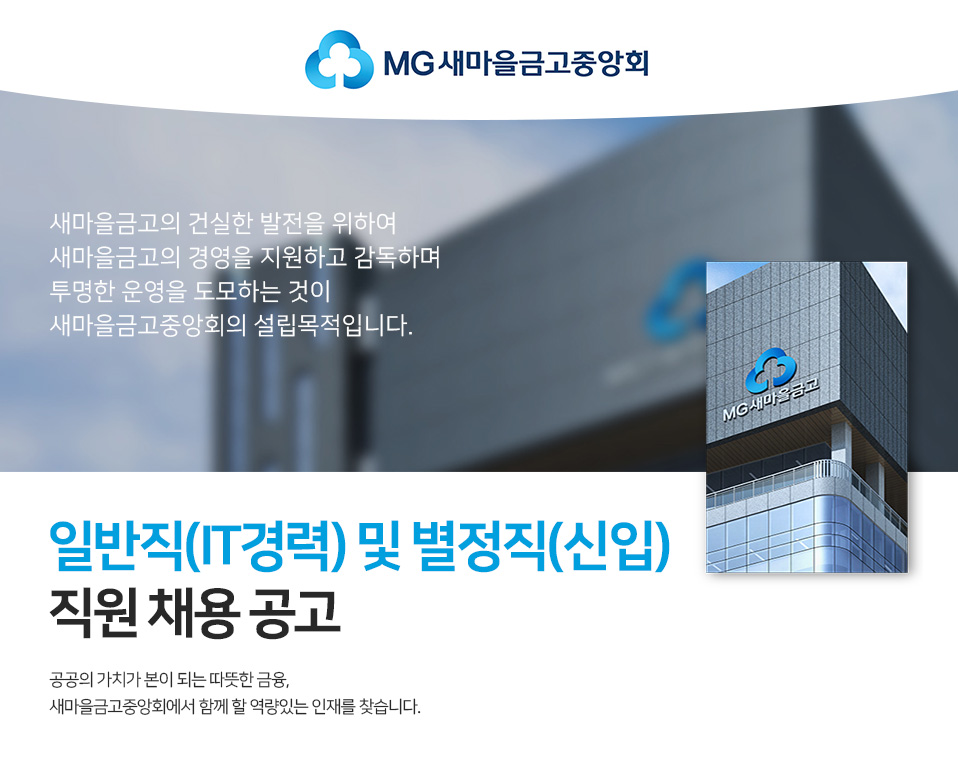 MG새마을금고중앙회
새마을금고의 건실한 발전을 위하여
새마을금고의 경영을 지원하고 감독하며
투명한 운영을 도모하는 것이
새마을금고중앙회의 설립목적입니다.
MG새마을금고
일반직(IT경력) 및 별정직(신입)
직원 채용 공고
공공의 가치가 본이 되는 따뜻한 금융,
새마을금고중앙회에서 함께 할 역량있는 인재를 찾습니다.